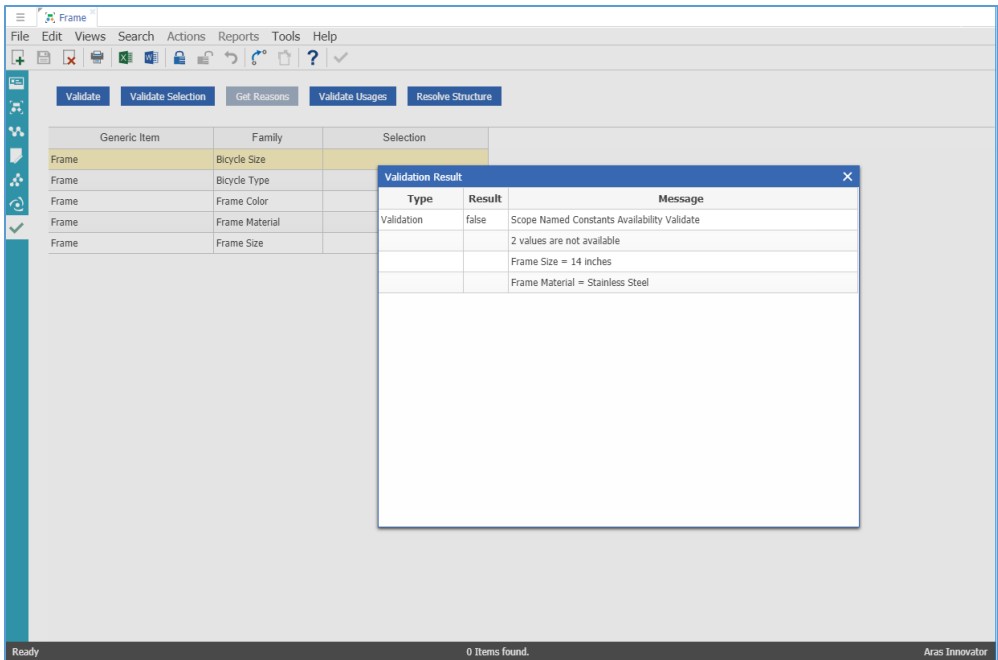 Frame
File Edit Views Search Actions Reports Tools Help
Validate Validate Selection Get Reasons Validate Usages Resolve Structure
Generic Item Family Selection
Frame Bicycle Size
Frame Bicycle Type
Frame Frame Color
Frame Frame Material
Frame Frame Size
Validation Result
Type Result Message
Validation false Scope Named Constants Availability Validate
2 values are not available
Frame Size = 14 inches
Frame Material = Stainless Steel
Ready 0 Items found. Aras Innovator